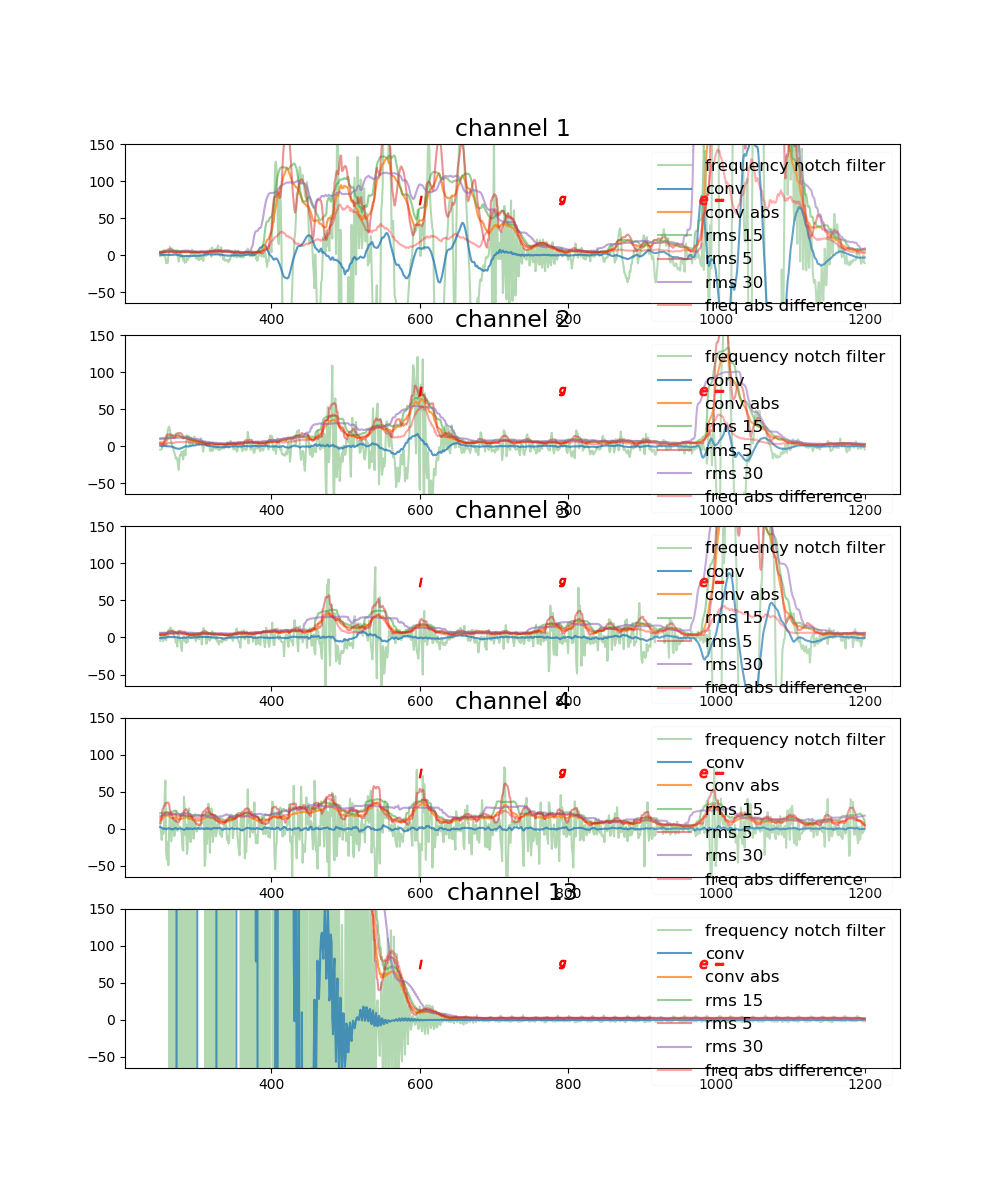 channel 1
150
100
50
0
−50
400
600
800
1000
1200
l
g
e –
frequency notch filter
conv
conv abs
rms 15
rms 5
rms 30
freq abs difference
channel 2
150
100
50
0
−50
400
600
800
1000
1200
l
g
e –
frequency notch filter
conv
conv abs
rms 15
rms 5
rms 30
freq abs difference
channel 3
150
100
50
0
−50
400
600
800
1000
1200
l
g
e –
frequency notch filter
conv
conv abs
rms 15
rms 5
rms 30
freq abs difference
channel 4
150
100
50
0
−50
400
600
800
1000
1200
l
g
e –
frequency notch filter
conv
conv abs
rms 15
rms 5
rms 30
freq abs difference
channel 13
150
100
50
0
−50
400
600
800
1000
1200
l
g
e –
frequency notch filter
conv
conv abs
rms 15
rms 5
rms 30
freq abs difference